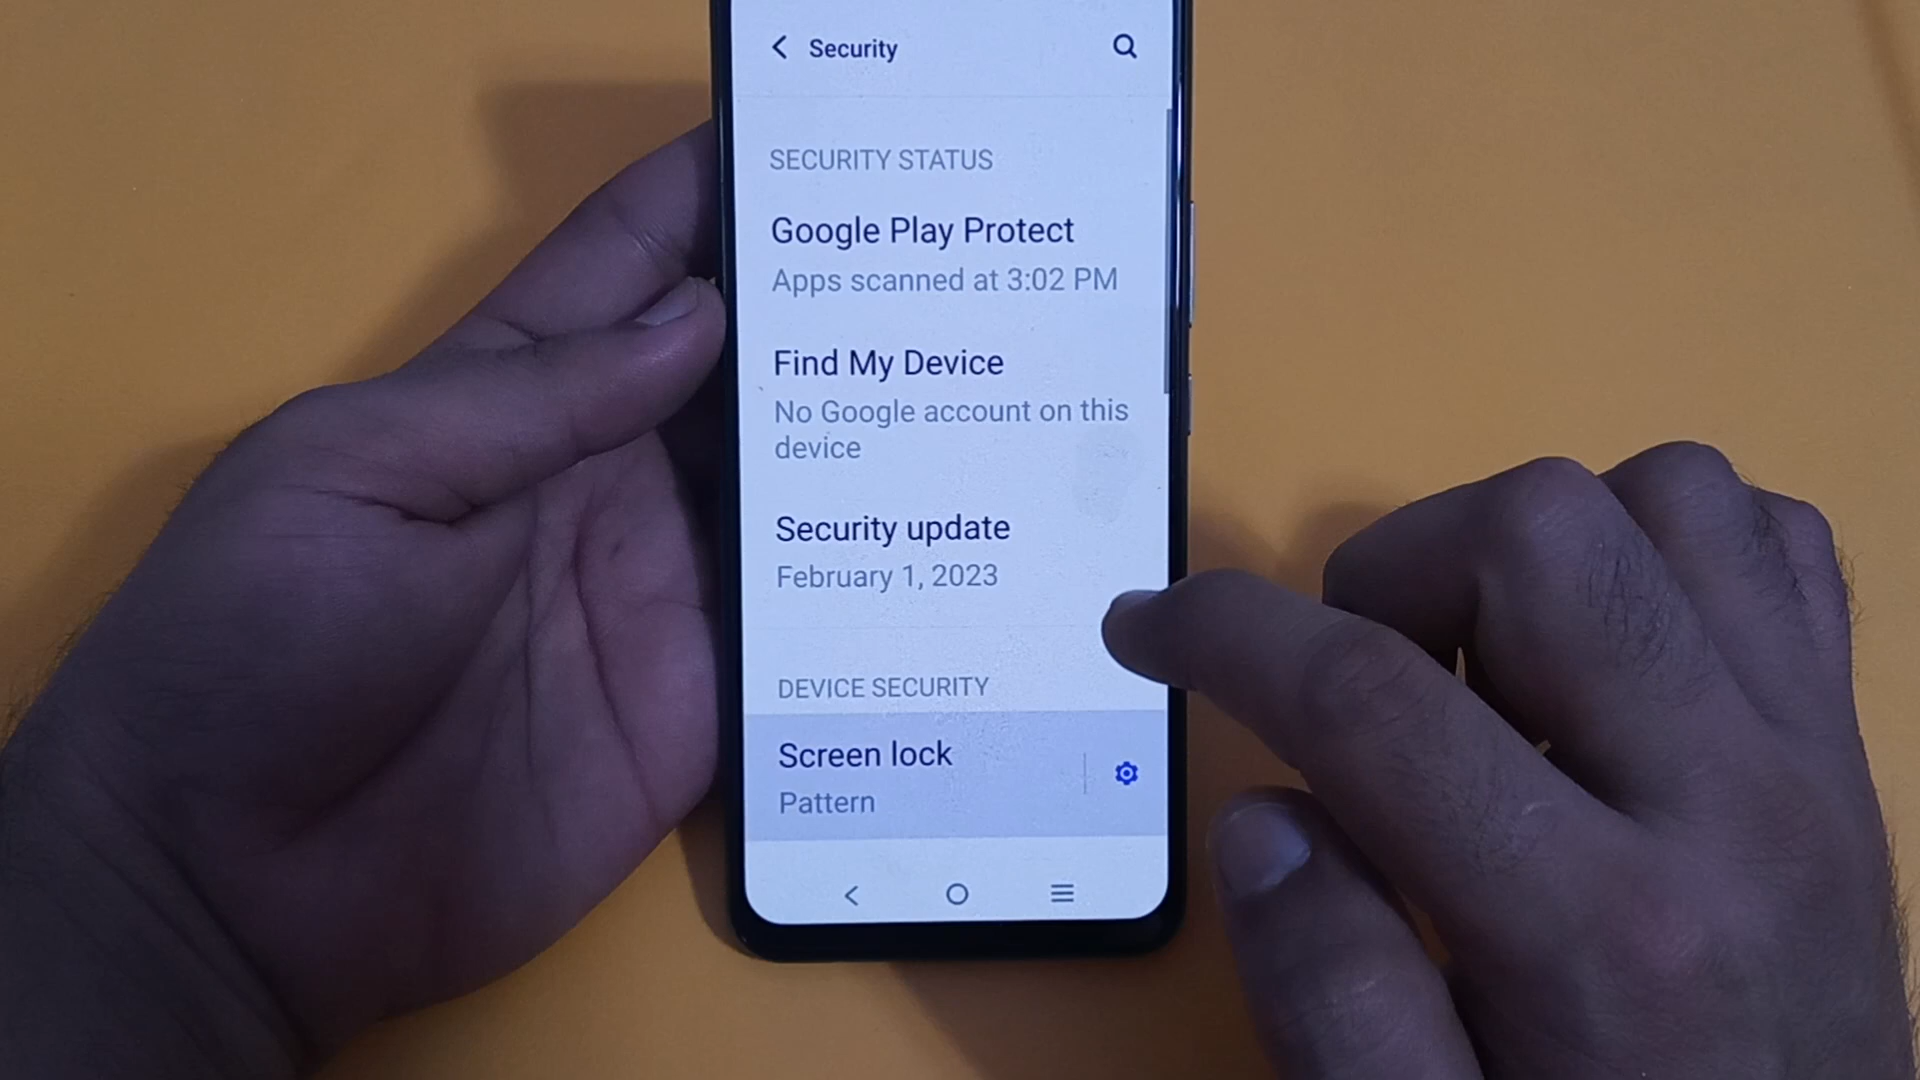 Security
SECURITY STATUS
Google Play Protect
Apps scanned at 3:02 PM
Find My Device
No Google account on this
device
Security update
February 1, 2023
DEVICE SECURITY
Screen lock
Pattern